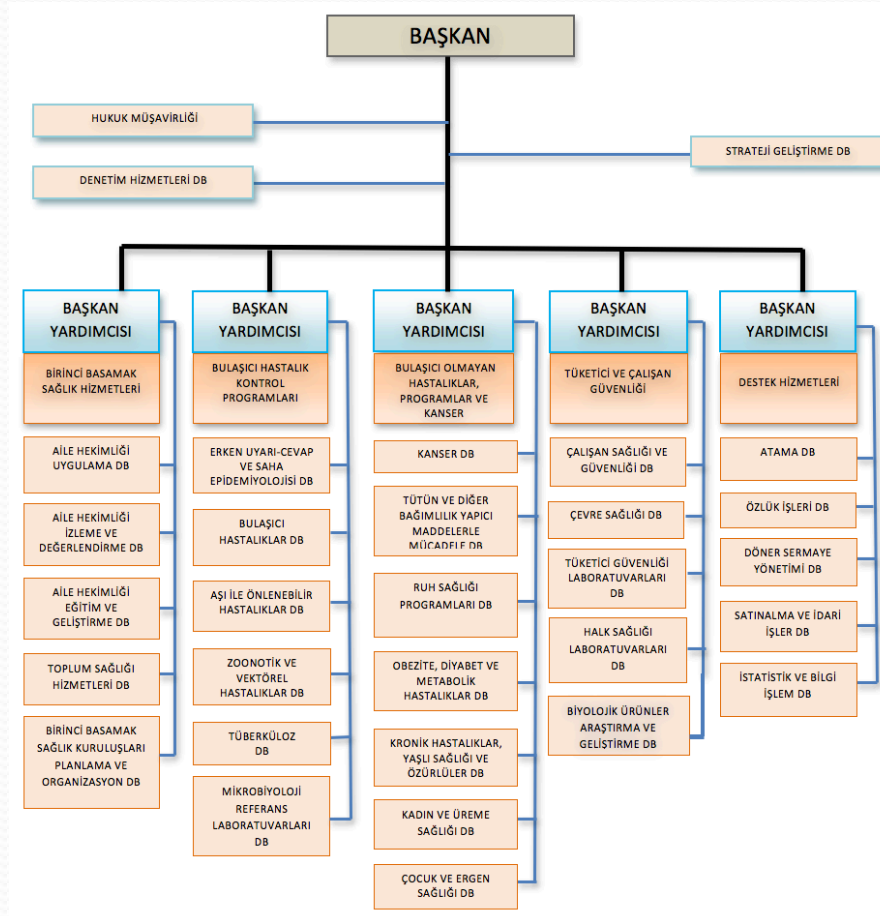 BAŞKAN
HUKUK MÜŞAVİRLİĞİ
STRATEJİ GELİŞTİRME DB
DENETİM HİZMETLERİ DB
BAŞKAN
YARDIMCISI
BİRİNCİ BASAMAK
SAĞLIK HİZMETLERİ
AİLE HEKİMLİĞİ
UYGULAMA DB
AİLE HEKİMLİĞİ
İZLEME VE
DEĞERLENDİRME DB
AİLE HEKİMLİĞİ
EĞİTİM VE
GELİŞTİRME DB
TOPLUM SAĞLIĞI
HİZMETLERİ DB
BİRİNCİ BASAMAK
SAĞLIK KURULUŞLARI
PLANLAMA VE
ORGANİZASYON DB
BAŞKAN
YARDIMCISI
BULAŞICI HASTALIK
KONTROL
PROGRAMLARI
ERKEN UYARI-CEVAP
VE SAHA
EPİDEMİYOLOJİSİ DB
BULAŞICI
HASTALIKLAR DB
AŞI İLE ÖNLENEBİLİR
HASTALIKLAR DB
ZOONOTİK VE
VEKTÖREL
HASTALIKLAR DB
TÜBERKÜLOZ
DB
MİKROBİYOLOJİ
REFERANS
LABORATUVARLARI
DB
BAŞKAN
YARDIMCISI
BULAŞICI OLMAYAN
HASTALIKLAR,
PROGRAMLAR VE
KANSER
KANSER DB
TÜTÜN VE DİĞER
BAĞIMLILIK YAPICI
MADDELERLE
MÜCADELE DB
RUH SAĞLIĞI
PROGRAMLARI DB
OBEZİTE, DİYABET VE
METABOLİK
HASTALIKLAR DB
KRONİK HASTALIKLAR,
YAŞLI SAĞLIĞI VE
ÖZÜRLÜLER DB
KADIN VE ÜREME
SAĞLIĞI DB
ÇOCUK VE ERGEN
SAĞLIĞI DB
BAŞKAN
YARDIMCISI
TÜKETİCİ VE ÇALIŞAN
GÜVENLİĞİ
ÇALIŞAN SAĞLIĞI VE
GÜVENLİĞİ DB
ÇEVRE SAĞLIĞI DB
TÜKETİCİ GÜVENLİĞİ
LABORATUVARLARI
DB
HALK SAĞLIĞI
LABORATUVARLARI
DB
BİYOLOJİK ÜRÜNLER
ARAŞTIRMA VE
GELİŞTİRME DB
BAŞKAN
YARDIMCISI
DESTEK HİZMETLERİ
ATAMA DB
ÖZLÜK İŞLERİ DB
DÖNER SERMAYE
YÖNETİMİ DB
SATINALMA VE İDARİ
İŞLER DB
İSTATİSTİK VE BİLGİ
İŞLEM DB